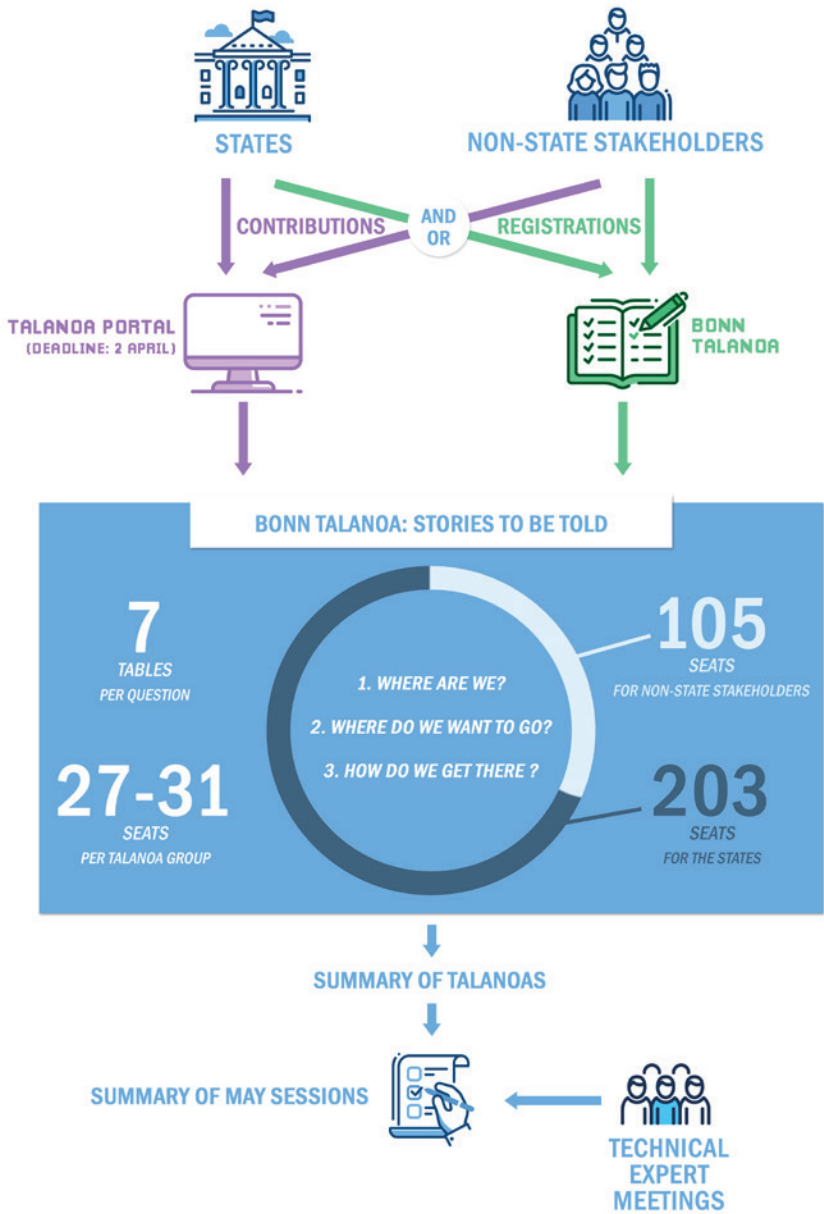 STATES
NON-STATE STAKEHOLDERS
CONTRIBUTIONS
AND
OR
REGISTRATIONS
TALANOA PORTAL
(DEADLINE: 2 APRIL)
BONN
TALANOA
BONN TALANOA: STORIES TO BE TOLD
7
TABLES
PER QUESTION
105
SEATS
FOR NON-STATE STAKEHOLDERS
1. WHERE ARE WE?
2. WHERE DO WE WANT TO GO?
3. HOW DO WE GET THERE ?
27-31
SEATS
PER TALANOA GROUP
203
SEATS
FOR THE STATES
SUMMARY OF TALANOAS
SUMMARY OF MAY SESSIONS
TECHNICAL
EXPERT
MEETINGS